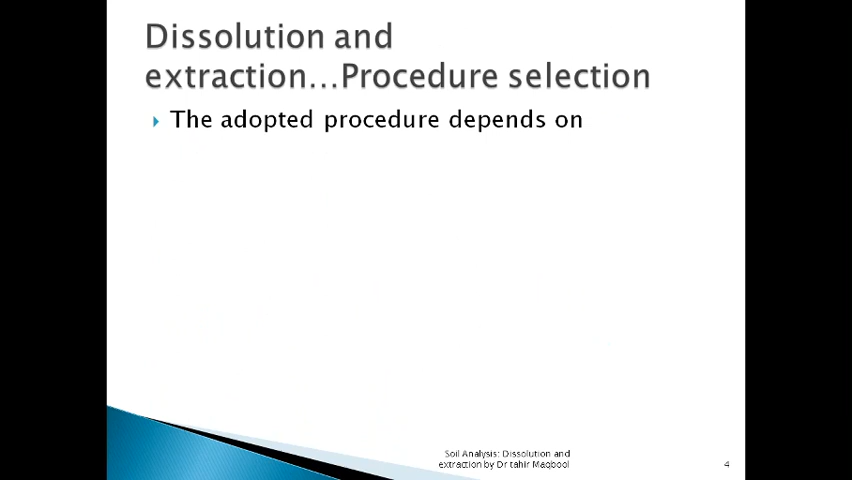 Dissolution and
extraction...Procedure selection
The adopted procedure depends on
Soil Analysis: Dissolution and
extraction by Dr tahir Maqbool
4